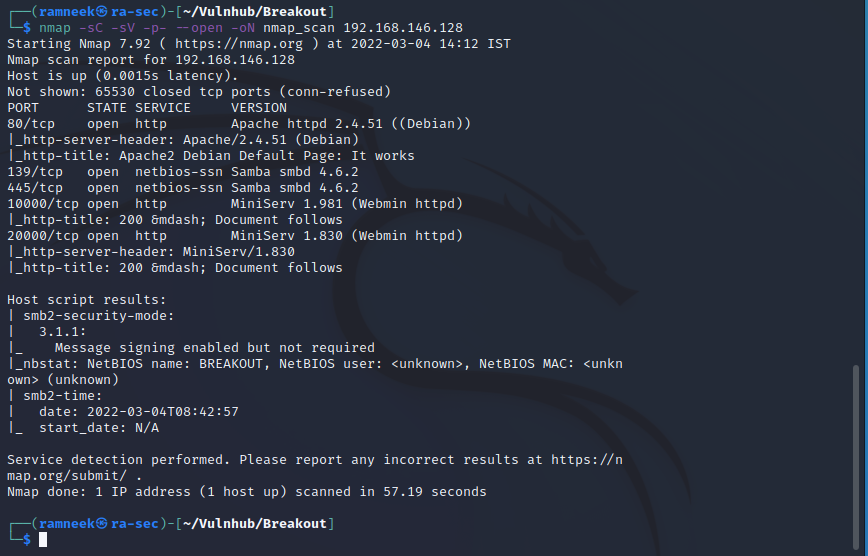 ┌──(ramneek㉿ra-sec)-[~/Vulnhub/Breakout]
└─$ nmap -sC -sV -p- --open -oN nmap_scan 192.168.146.128
Starting Nmap 7.92 ( https://nmap.org ) at 2022-03-04 14:12 IST
Nmap scan report for 192.168.146.128
Host is up (0.0015s latency).
Not shown: 65530 closed tcp ports (conn-refused)
PORT      STATE SERVICE     VERSION
80/tcp    open  http        Apache httpd 2.4.51 ((Debian))
|_http-server-header: Apache/2.4.51 (Debian)
|_http-title: Apache2 Debian Default Page: It works
139/tcp   open  netbios-ssn Samba smbd 4.6.2
445/tcp   open  netbios-ssn Samba smbd 4.6.2
10000/tcp open  http        MiniServ 1.981 (Webmin httpd)
|_http-title: 200 &mdash; Document follows
20000/tcp open  http        MiniServ 1.830 (Webmin httpd)
|_http-server-header: MiniServ/1.830
|_http-title: 200 &mdash; Document follows

Host script results:
| smb2-security-mode:
|   3.1.1:
|_    Message signing enabled but not required
|_nbstat: NetBIOS name: BREAKOUT, NetBIOS user: <unknown>, NetBIOS MAC: <unkn
own> (unknown)
| smb2-time:
|   date: 2022-03-04T08:42:57
|_  start_date: N/A

Service detection performed. Please report any incorrect results at https://n
map.org/submit/ .
Nmap done: 1 IP address (1 host up) scanned in 57.19 seconds

┌──(ramneek㉿ra-sec)-[~/Vulnhub/Breakout]
└─$